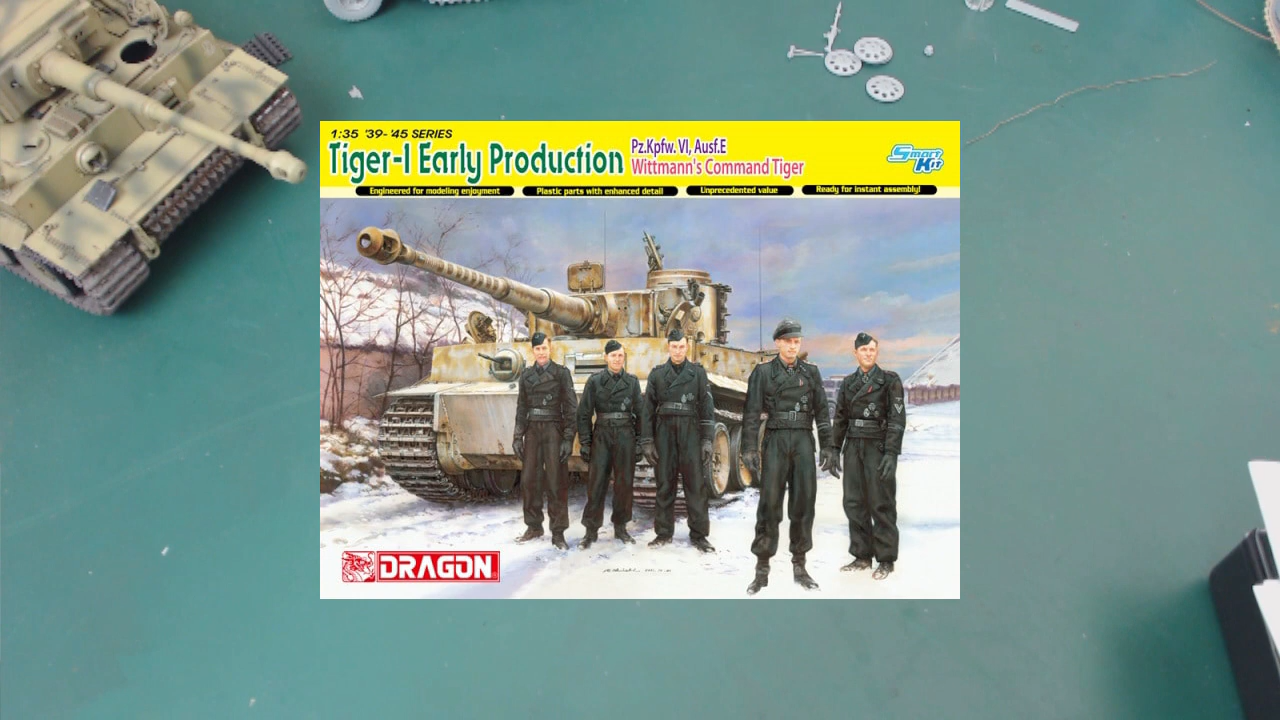 1:35 '39-'45 SERIES
Tiger-I Early Production
Pz.Kpfw. VI, Ausf.E
Wittmann's Command Tiger
Smart Kit
Engineered for modeling enjoyment
Plastic parts with enhanced detail
Unprecedented value
Ready for instant assembly!
DRAGON